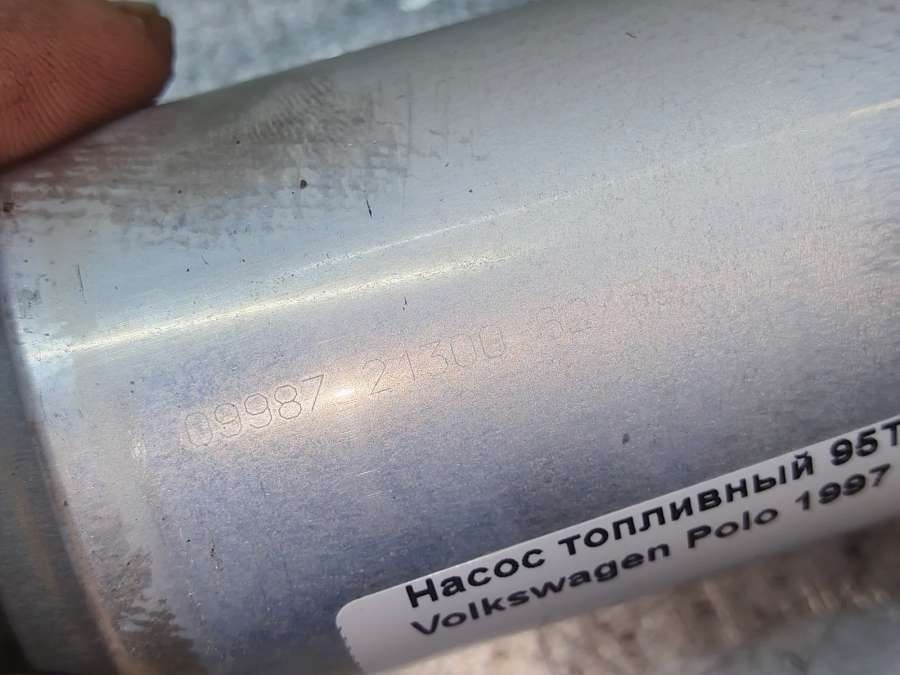 09987 21300
Насос топливный 95T
Volkswagen Polo 1997